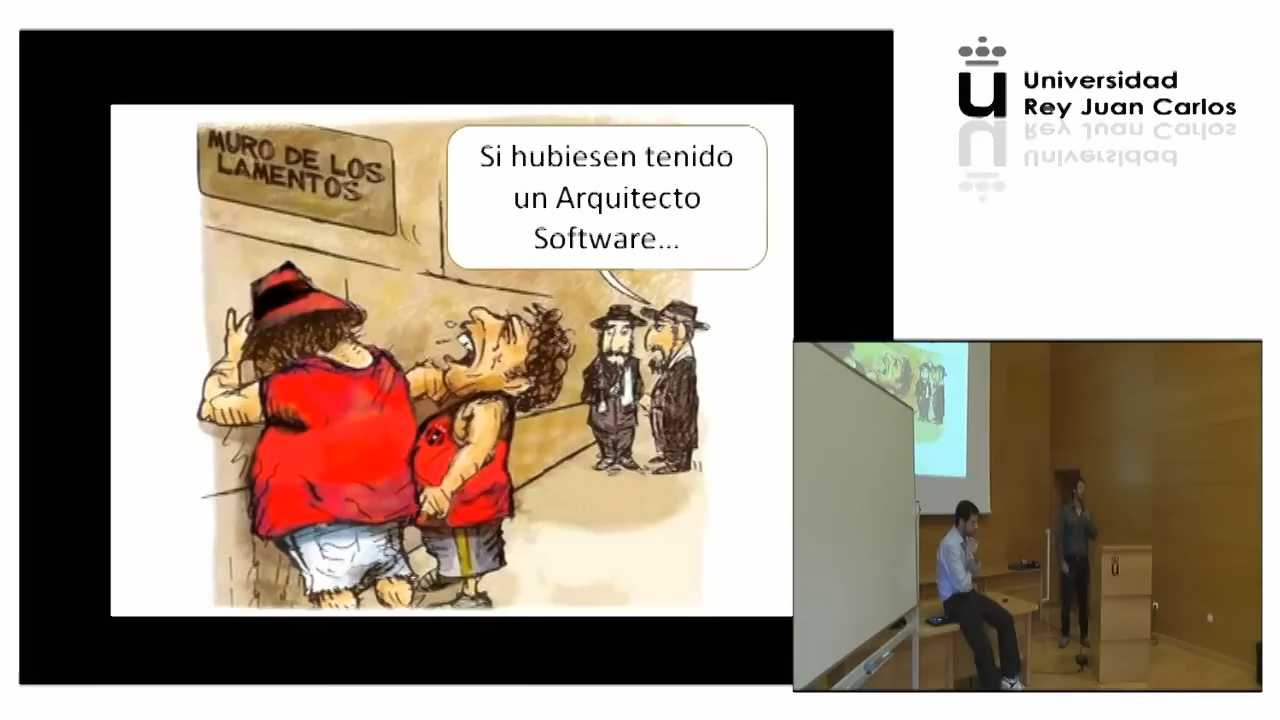 MURO DE LOS
LAMENTOS
Si hubiesen tenido
un Arquitecto
Software...
Universidad
Rey Juan Carlos